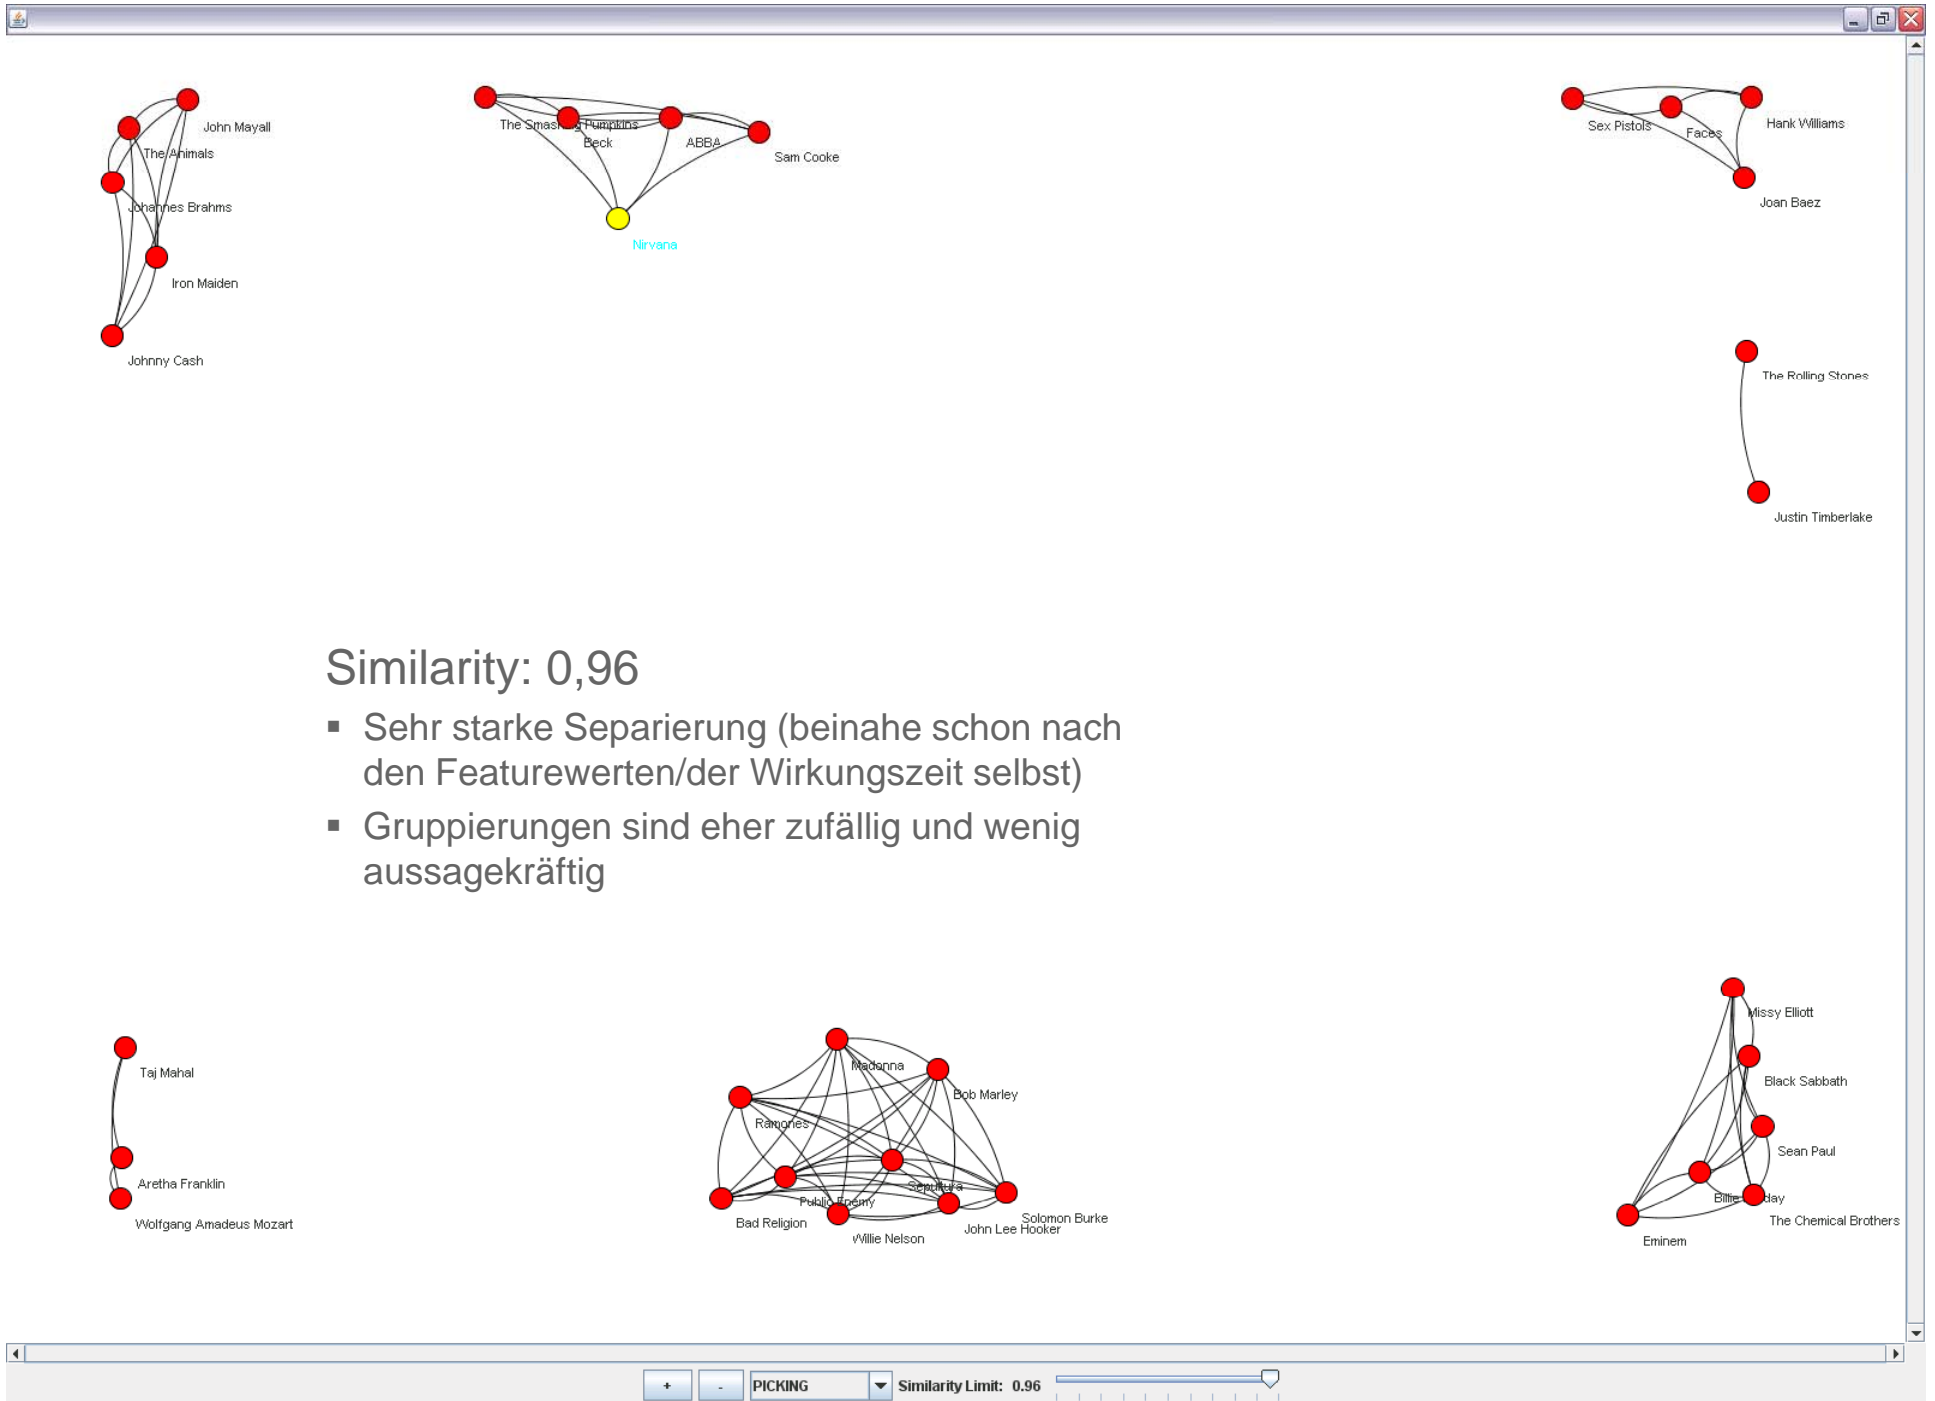 John Mayall
The Animals
Johannes Brahms
Iron Maiden
Johnny Cash
The Smashing Pumpkins
Beck
ABBA
Sam Cooke
Nirvana
Sex Pistols
Faces
Hank Williams
Joan Baez
The Rolling Stones
Justin Timberlake
Similarity: 0,96
▪ Sehr starke Separierung (beinahe schon nach
den Featurewerten/der Wirkungszeit selbst)
▪ Gruppierungen sind eher zufällig und wenig
aussagekräftig
Taj Mahal
Aretha Franklin
Wolfgang Amadeus Mozart
Madonna
Bob Marley
Ramones
Sepultura
Public Enemy
Bad Religion
Willie Nelson
John Lee Hooker
Solomon Burke
Missy Elliott
Black Sabbath
Sean Paul
Billie Holiday
The Chemical Brothers
Eminem
+ - PICKING Similarity Limit: 0.96